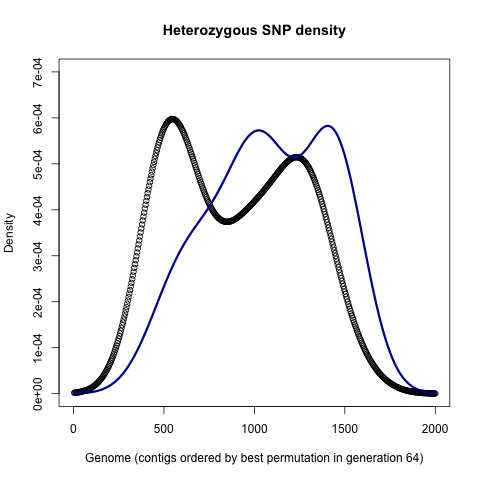 Heterozygous SNP density
7e-04
6e-04
5e-04
4e-04
3e-04
2e-04
1e-04
0e+00
Density
0 500 1000 1500 2000
Genome (contigs ordered by best permutation in generation 64)